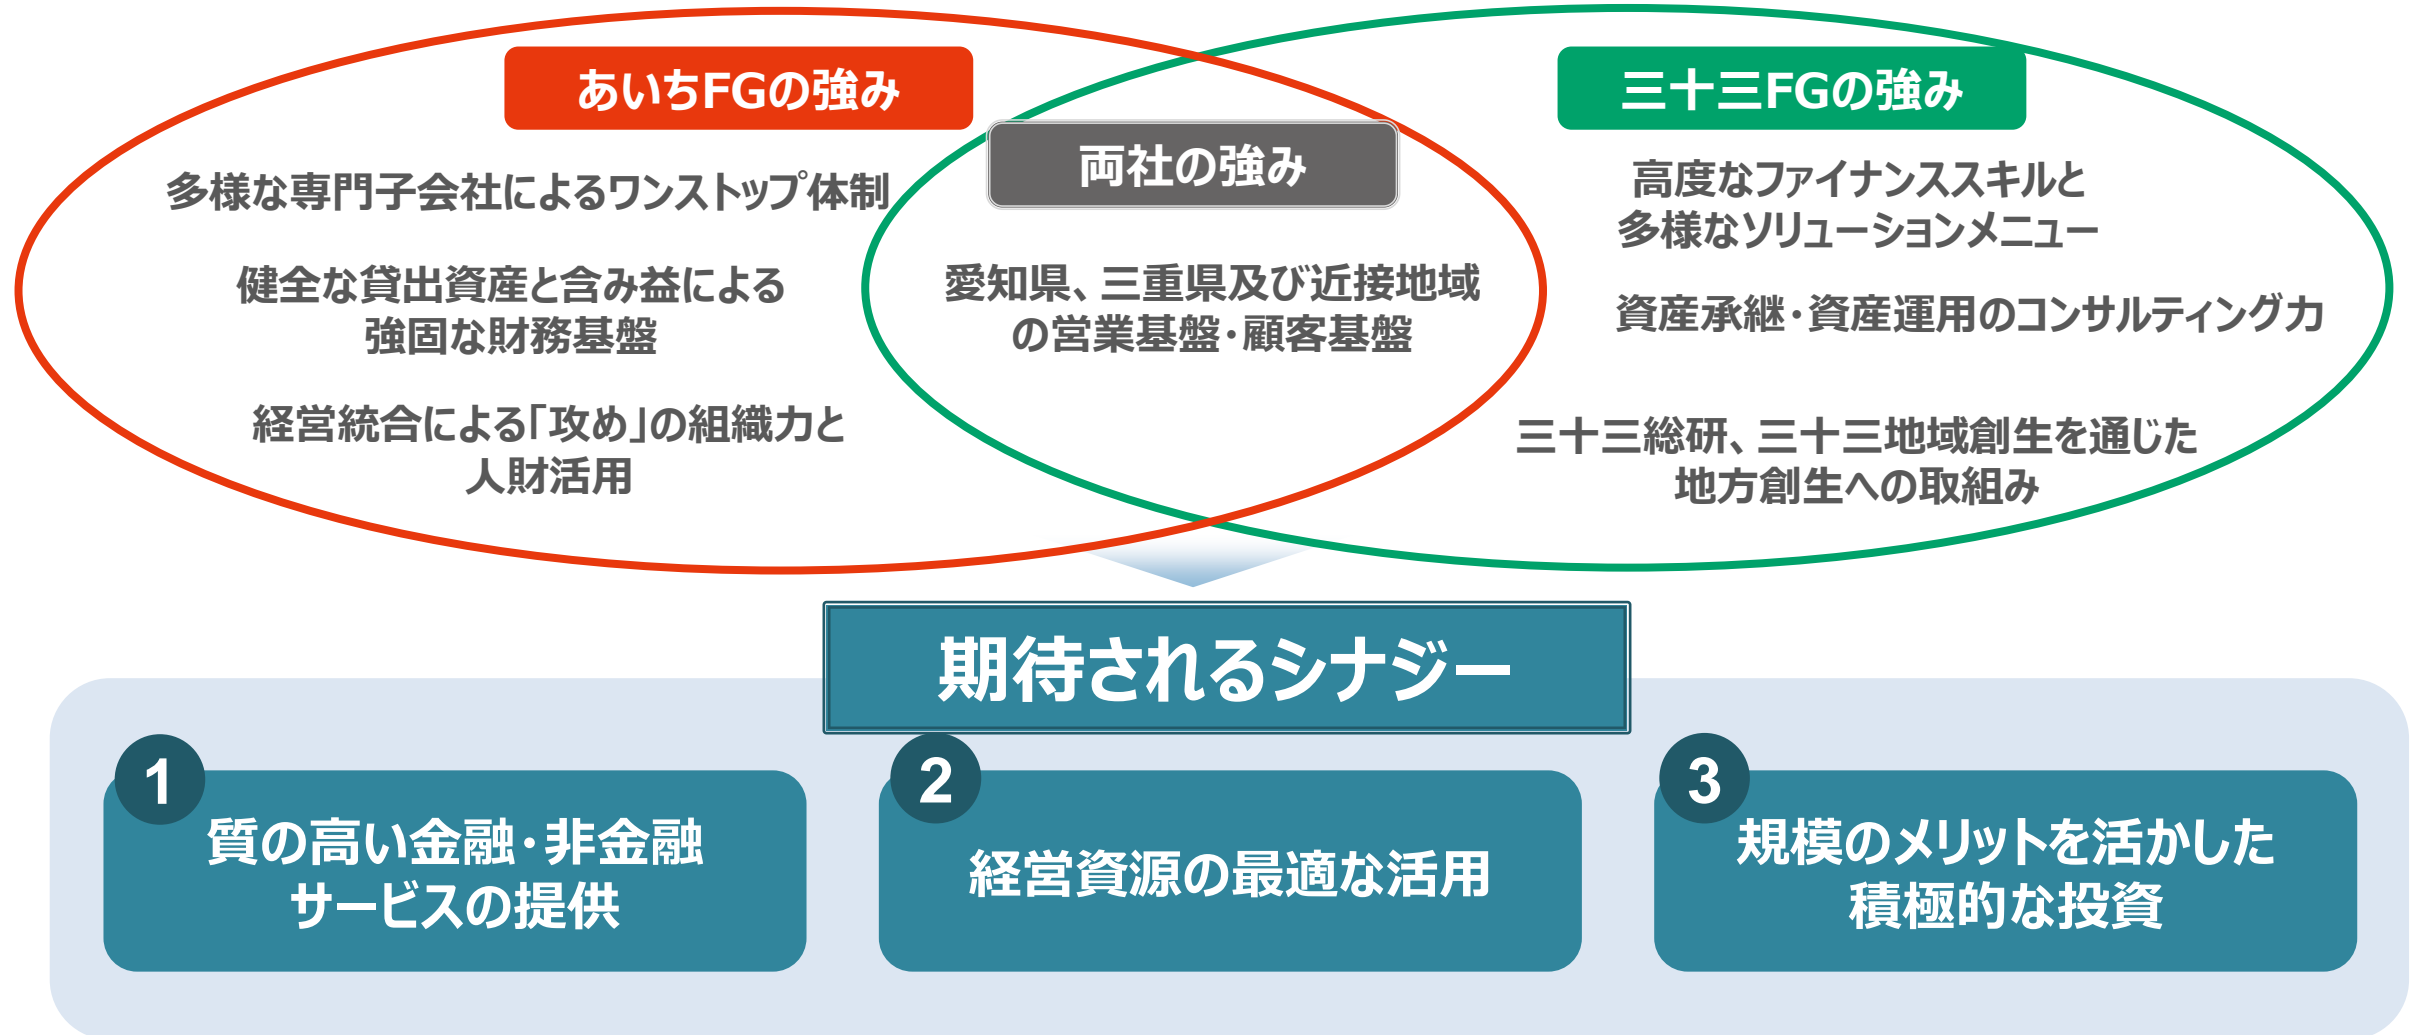 あいちFGの強み
多様な専門子会社によるワンストップ体制
健全な貸出資産と含み益による
強固な財務基盤
経営統合による「攻め」の組織力と
人財活用
両社の強み
愛知県、三重県及び近接地域
の営業基盤・顧客基盤
三十三FGの強み
高度なファイナンススキルと
多様なソリューションメニュー
資産承継・資産運用のコンサルティング力
三十三総研、三十三地域創生を通じた
地方創生への取組み
期待されるシナジー
1
質の高い金融・非金融
サービスの提供
2
経営資源の最適な活用
3
規模のメリットを活かした
積極的な投資